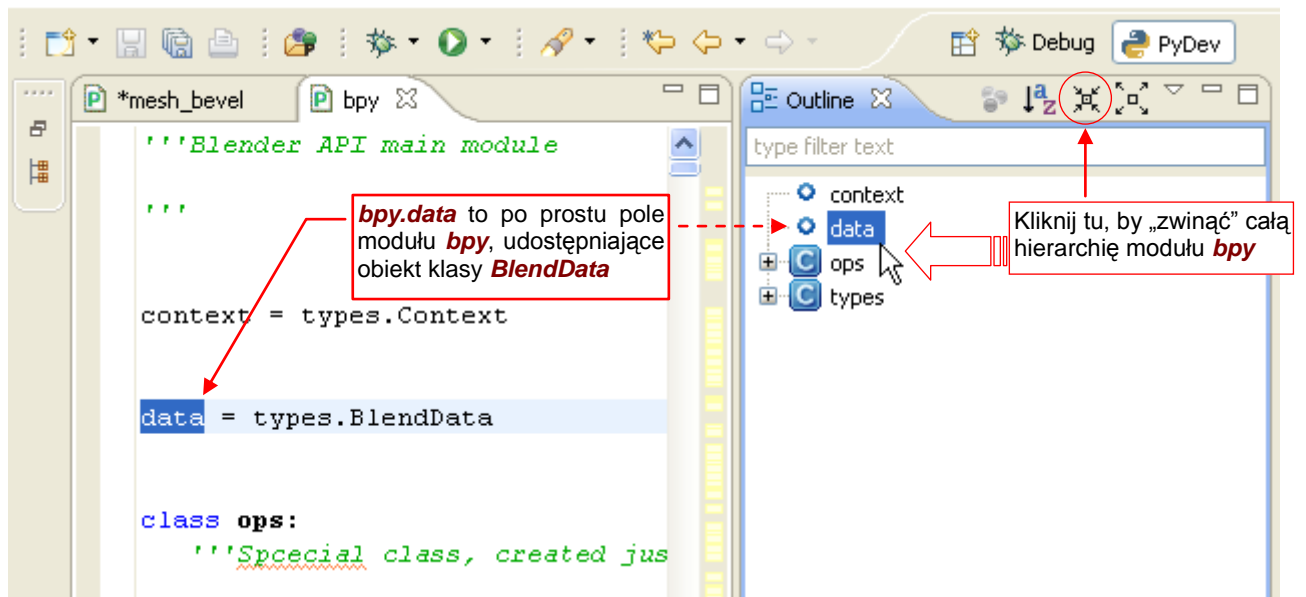 Debug
PyDev
*mesh_bevel
bpy
Outline
type filter text
'''Blender API main module
'''
bpy.data to po prostu pole
modułu bpy, udostępniające
obiekt klasy BlendData
context = types.Context
data = types.BlendData
class ops:
'''Spcecial class, created jus
context
data
ops
types
Kliknij tu, by „zwinąć” całą
hierarchię modułu bpy